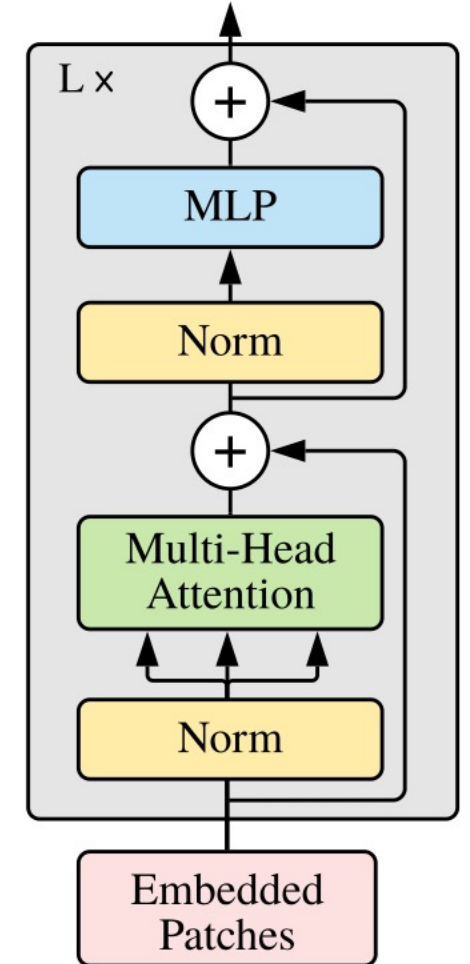 L ×
+
MLP
Norm
+
Multi-Head
Attention
Norm
Embedded
Patches